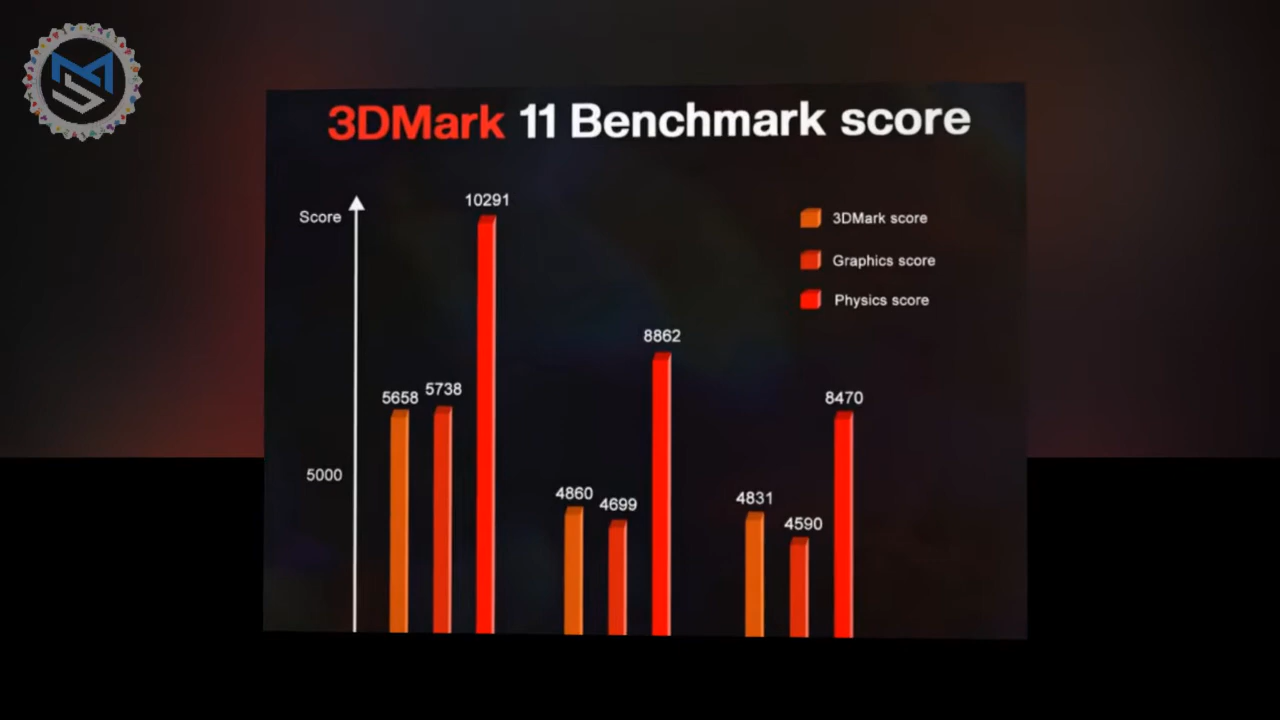 3DMark 11 Benchmark score
Score
10291
3DMark score
Graphics score
Physics score
8862
5658
5738
8470
5000
4860
4699
4831
4590